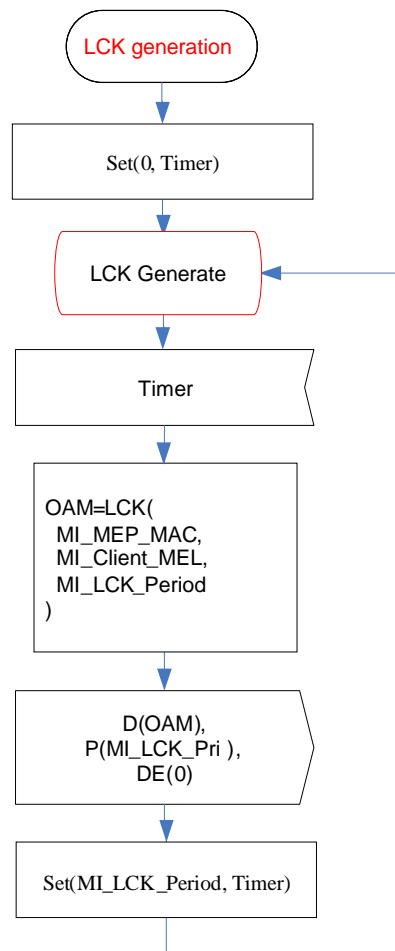 LCK generation
Set(0, Timer)
LCK Generate
Timer
OAM=LCK(
MI_MEP_MAC,
MI_Client_MEL,
MI_LCK_Period
)
D(OAM),
P(MI_LCK_Pri ),
DE(0)
Set(MI_LCK_Period, Timer)